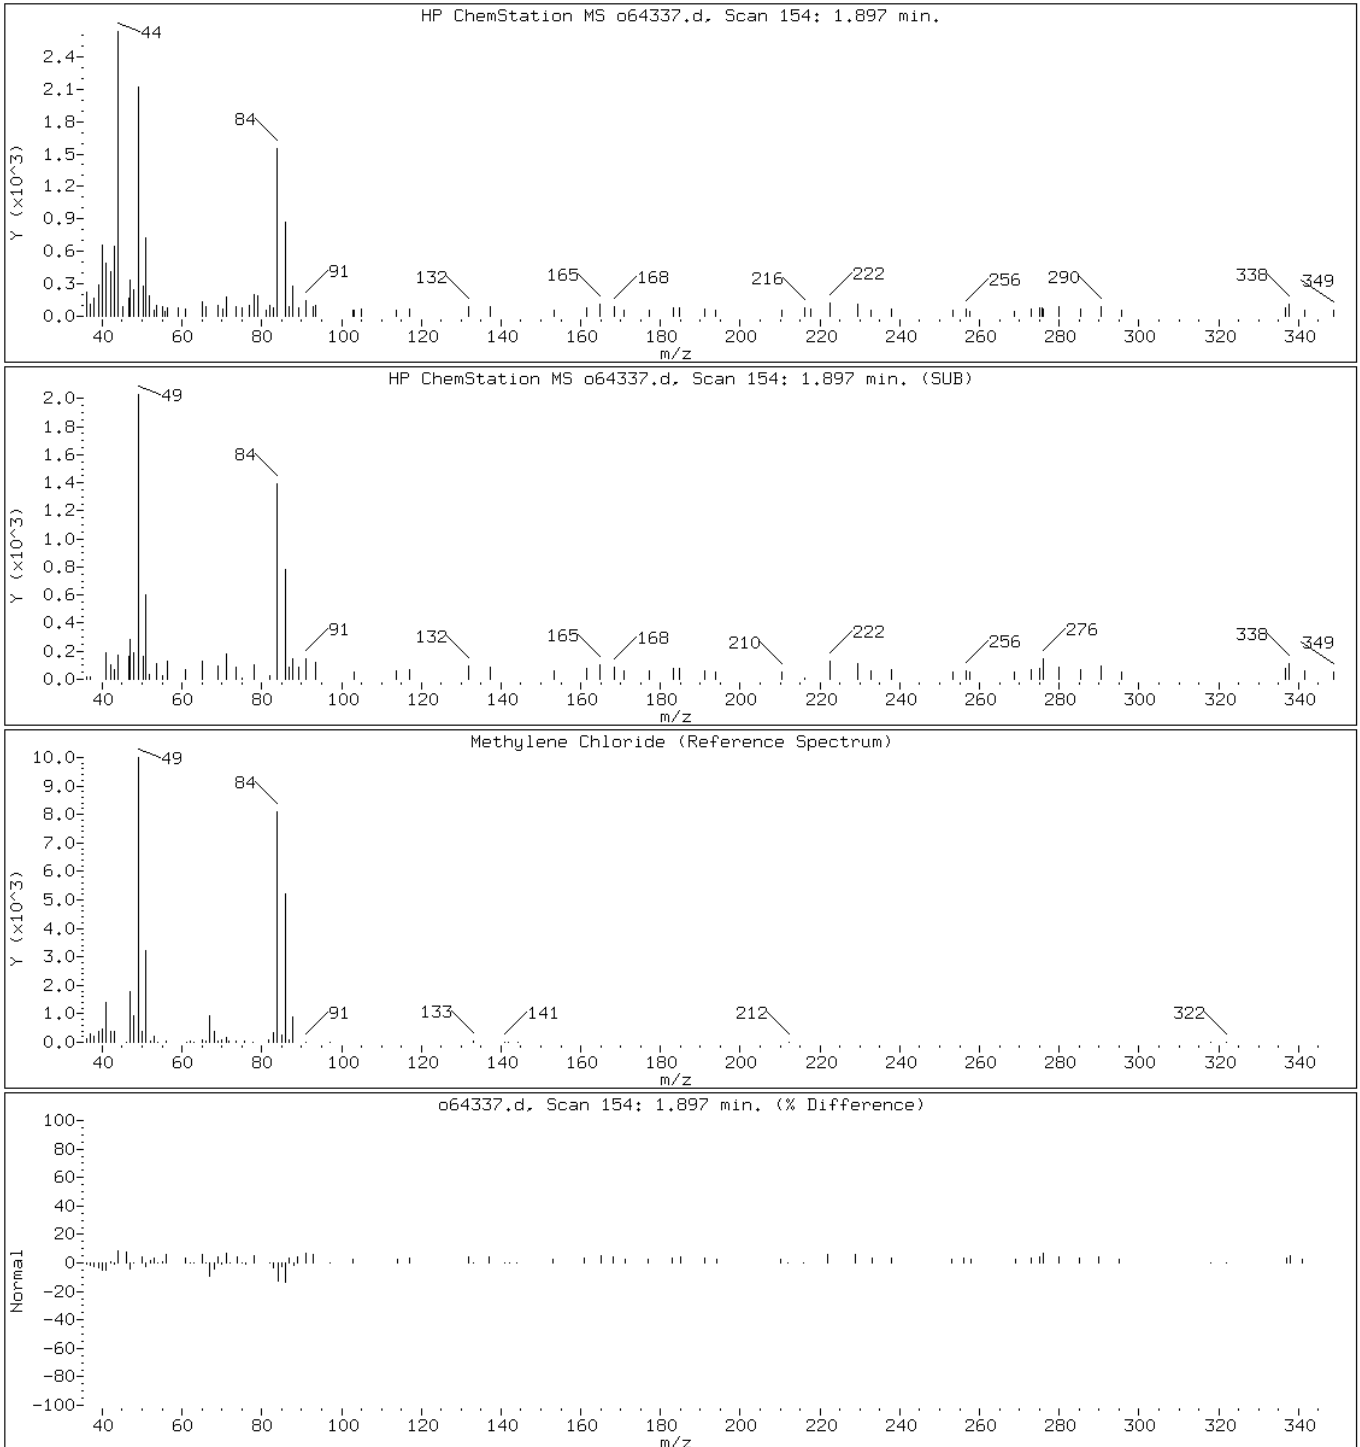 HP ChemStation MS o64337.d, Scan 154: 1.897 min.
44
2.4-
2.1-
1.8-
84
1.5-
1.2-
0.9-
0.6-
91 132 165 168 216 222 256 290 338 349
0.3-
0.0-
Y (x10^3)
40 60 80 100 120 140 160 180 200 220 240 260 280 300 320 340
m/z
HP ChemStation MS o64337.d, Scan 154: 1.897 min. (SUB)
49
2.0-
1.8-
1.6-
84
1.4-
1.2-
1.0-
0.8-
0.6-
0.4-
91 132 165 168 210 222 256 276 338 349
0.2-
0.0-
Y (x10^3)
40 60 80 100 120 140 160 180 200 220 240 260 280 300 320 340
m/z
Methylene Chloride (Reference Spectrum)
49
10.0-
84
9.0-
8.0-
7.0-
6.0-
5.0-
4.0-
3.0-
2.0-
1.0-
91 133 141 212 322
0.0-
Y (x10^3)
40 60 80 100 120 140 160 180 200 220 240 260 280 300 320 340
m/z
o64337.d, Scan 154: 1.897 min. (% Difference)
100-
80-
60-
40-
20-
0-
-20-
-40-
-60-
-80-
-100-
Normal
40 60 80 100 120 140 160 180 200 220 240 260 280 300 320 340
m/z